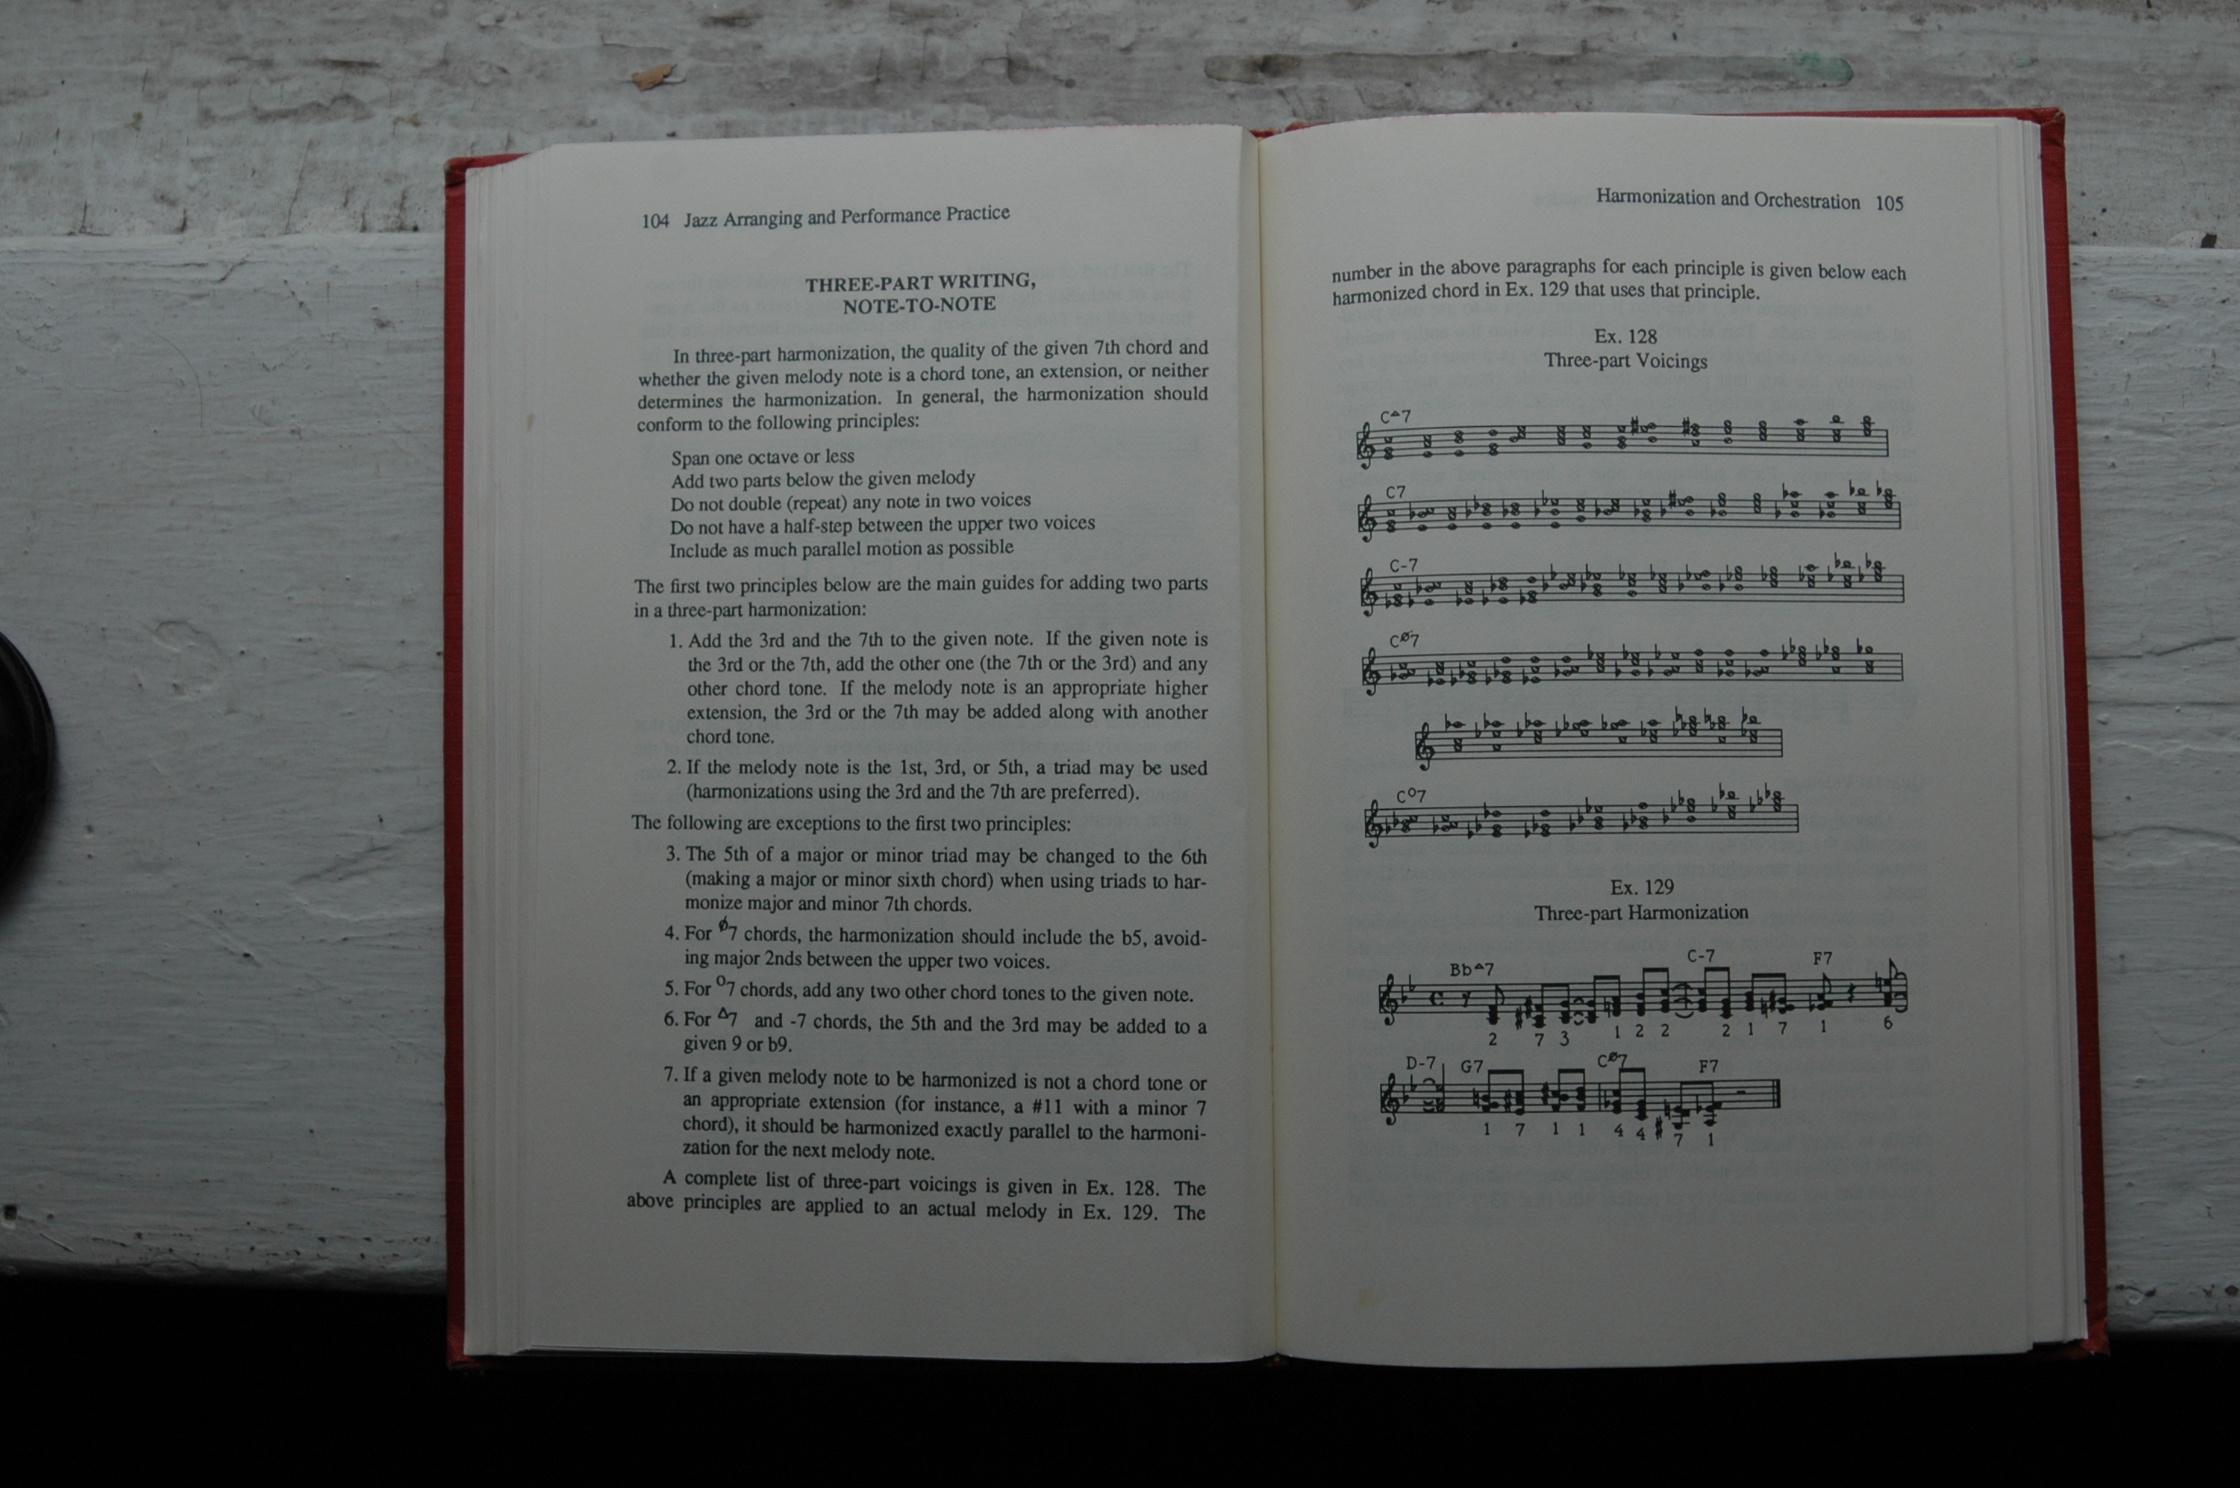 104 Jazz Arranging and Performance Practice
THREE-PART WRITING,
NOTE-TO-NOTE
In three-part harmonization, the quality of the given 7th chord and
whether the given melody note is a chord tone, an extension, or neither
determines the harmonization. In general, the harmonization should
conform to the following principles:
Span one octave or less
Add two parts below the given melody
Do not double (repeat) any note in two voices
Do not have a half-step between the upper two voices
Include as much parallel motion as possible
The first two principles below are the main guides for adding two parts
in a three-part harmonization:
1. Add the 3rd and the 7th to the given note. If the given note is
the 3rd or the 7th, add the other one (the 7th or the 3rd) and any
other chord tone. If the melody note is an appropriate higher
extension, the 3rd or the 7th may be added along with another
chord tone.
2. If the melody note is the 1st, 3rd, or 5th, a triad may be used
(harmonizations using the 3rd and the 7th are preferred).
The following are exceptions to the first two principles:
3. The 5th of a major or minor triad may be changed to the 6th
(making a major or minor sixth chord) when using triads to har-
monize major and minor 7th chords.
4. For ø7 chords, the harmonization should include the b5, avoid-
ing major 2nds between the upper two voices.
5. For O7 chords, add any two other chord tones to the given note.
6. For Δ7 and -7 chords, the 5th and the 3rd may be added to a
given 9 or b9.
7. If a given melody note to be harmonized is not a chord tone or
an appropriate extension (for instance, a #11 with a minor 7
chord), it should be harmonized exactly parallel to the harmoni-
zation for the next melody note.
A complete list of three-part voicings is given in Ex. 128. The
above principles are applied to an actual melody in Ex. 129. The
Harmonization and Orchestration 105
number in the above paragraphs for each principle is given below each
harmonized chord in Ex. 129 that uses that principle.
Ex. 128
Three-part Voicings
CΔ7
C7
C-7
Cø7
CO7
Ex. 129
Three-part Harmonization
BbΔ7 C-7 F7
2 7 3 1 2 2 2 1 7 1 6
D-7 G7 Cø7 F7
1 7 1 1 4 4 7 1